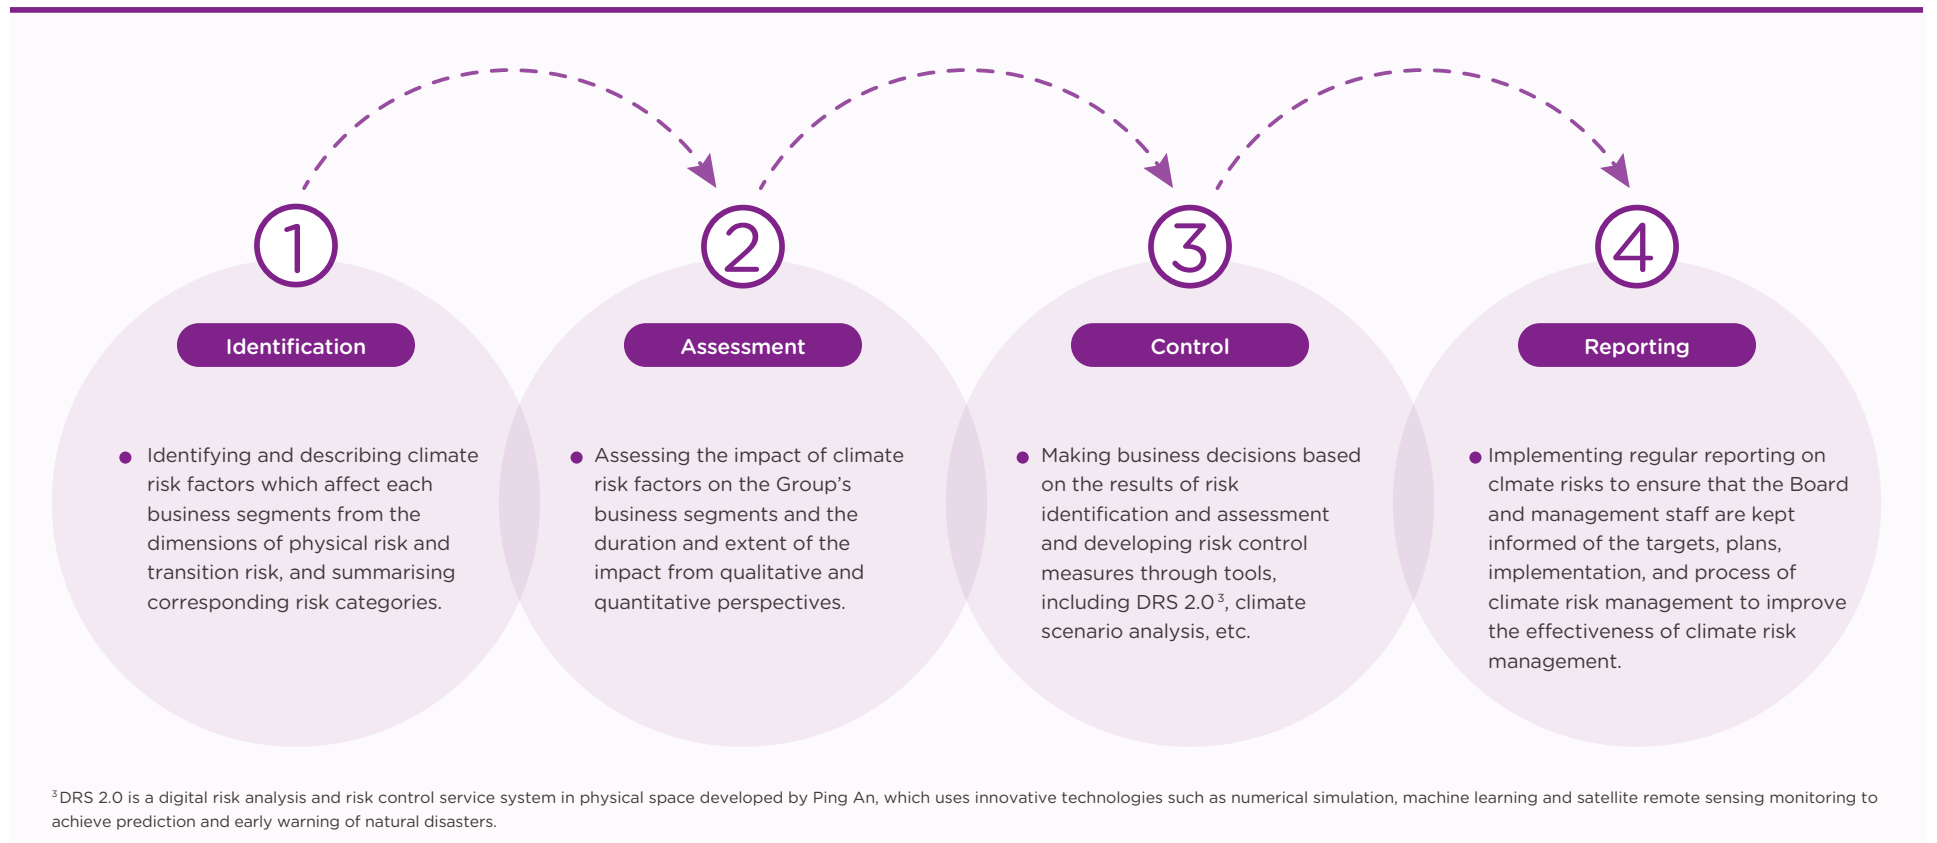 1
Identification
Identifying and describing climate
risk factors which affect each
business segments from the
dimensions of physical risk and
transition risk, and summarising
corresponding risk categories.
2
Assessment
Assessing the impact of climate
risk factors on the Group's
business segments and the
duration and extent of the
impact from qualitative and
quantitative perspectives.
3
Control
Making business decisions based
on the results of risk
identification and assessment
and developing risk control
measures through tools,
including DRS 2.0³, climate
scenario analysis, etc.
4
Reporting
Implementing regular reporting on
clmate risks to ensure that the Board
and management staff are kept
informed of the targets, plans,
implementation, and process of
climate risk management to improve
the effectiveness of climate risk
management.
³DRS 2.0 is a digital risk analysis and risk control service system in physical space developed by Ping An, which uses innovative technologies such as numerical simulation, machine learning and satellite remote sensing monitoring to
achieve prediction and early warning of natural disasters.